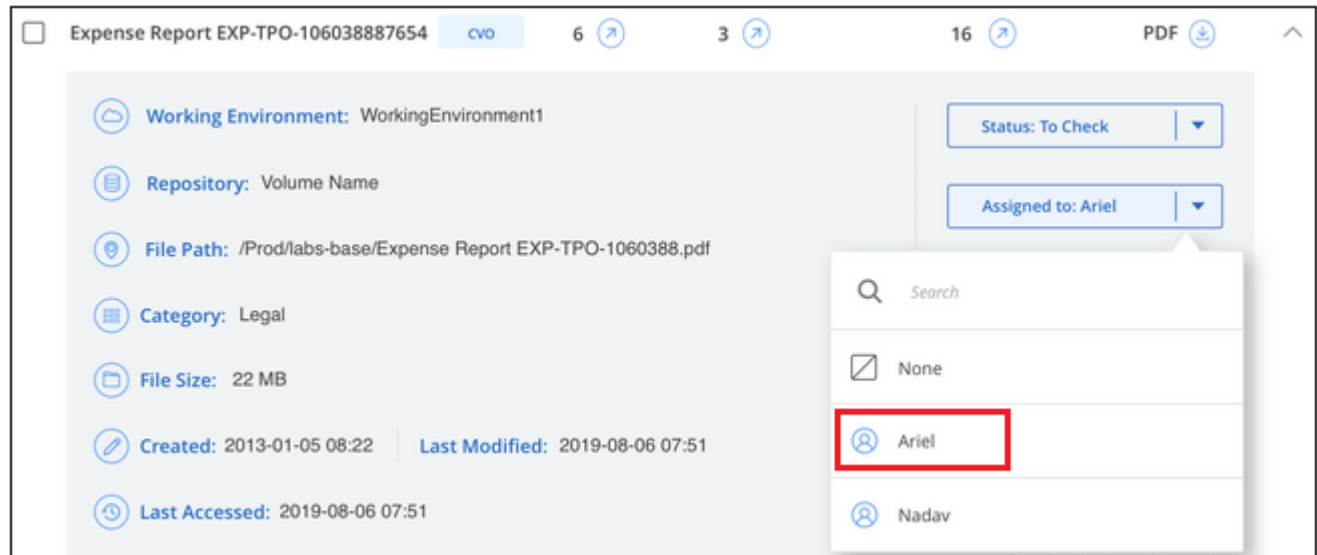 Expense Report EXP-TPO-106038887654 CVO 6 3 16 PDF
Working Environment: WorkingEnvironment1
Status: To Check
Repository: Volume Name
Assigned to: Ariel
File Path: /Prod/labs-base/Expense Report EXP-TPO-1060388.pdf
Search
Category: Legal
None
File Size: 22 MB
Ariel
Created: 2013-01-05 08:22 Last Modified: 2019-08-06 07:51
Last Accessed: 2019-08-06 07:51
Nadav